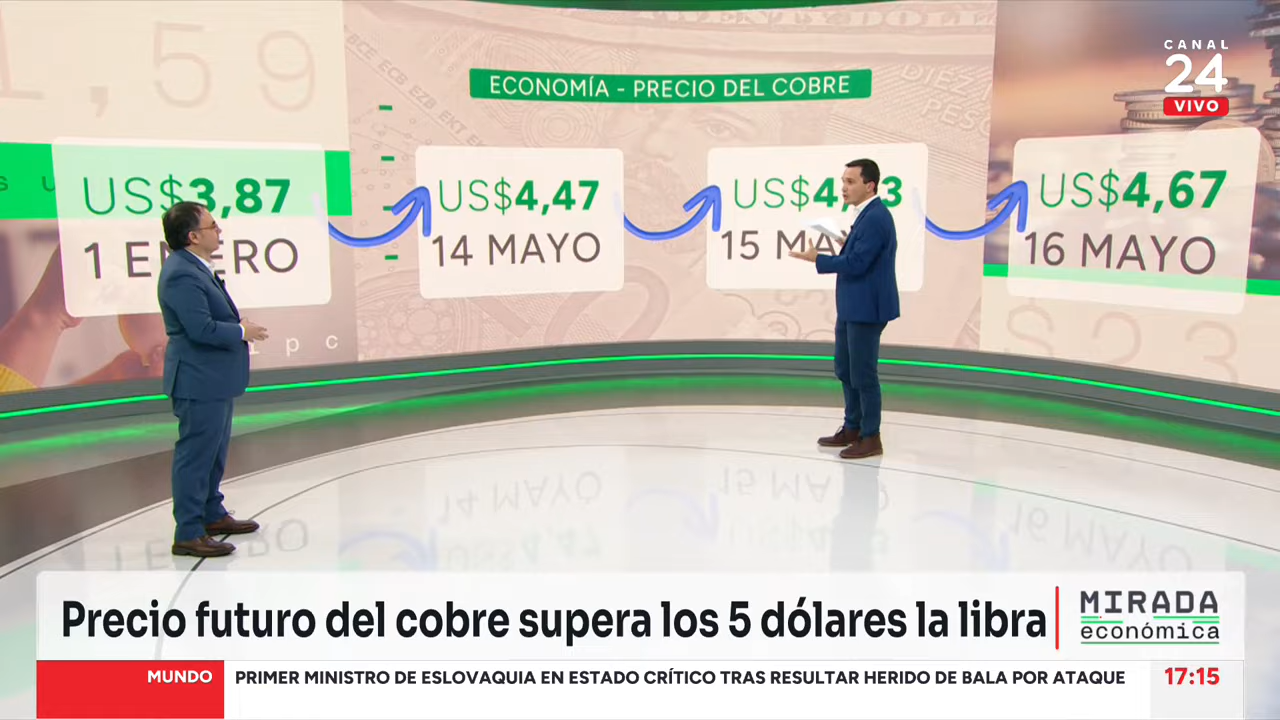 CANAL
24
VIVO
ECONOMÍA - PRECIO DEL COBRE
US$3,87
1 ENERO
US$4,47
14 MAYO
15
US$4,67
16 MAYO
Precio futuro del cobre supera los 5 dólares la libra
MIRADA
económica
MUNDO
PRIMER MINISTRO DE ESLOVAQUIA EN ESTADO CRÍTICO TRAS RESULTAR HERIDO DE BALA POR ATAQUE
17:15